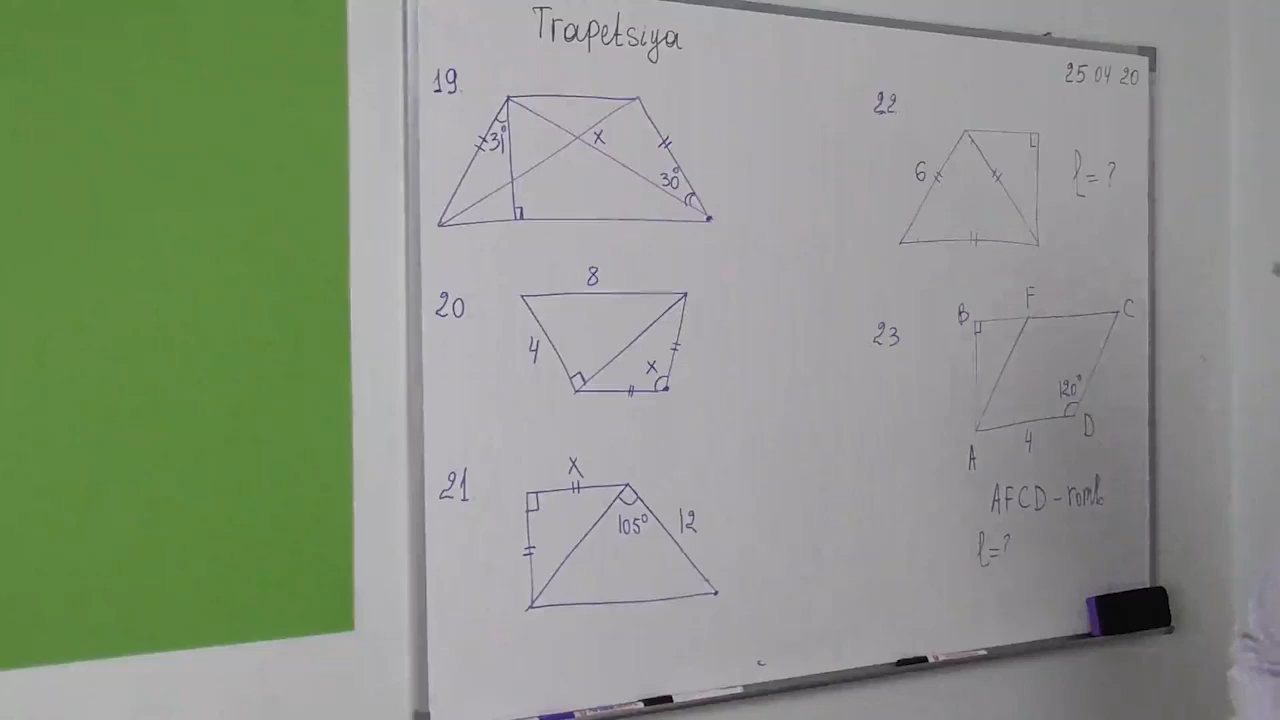 Trapetsiya
25 04 20
19.
31°
x
30°
20
8
4
x
21
x
105°
12
22
6
l = ?
23
B
F
C
120°
A
4
D
AFCD - romb
l = ?